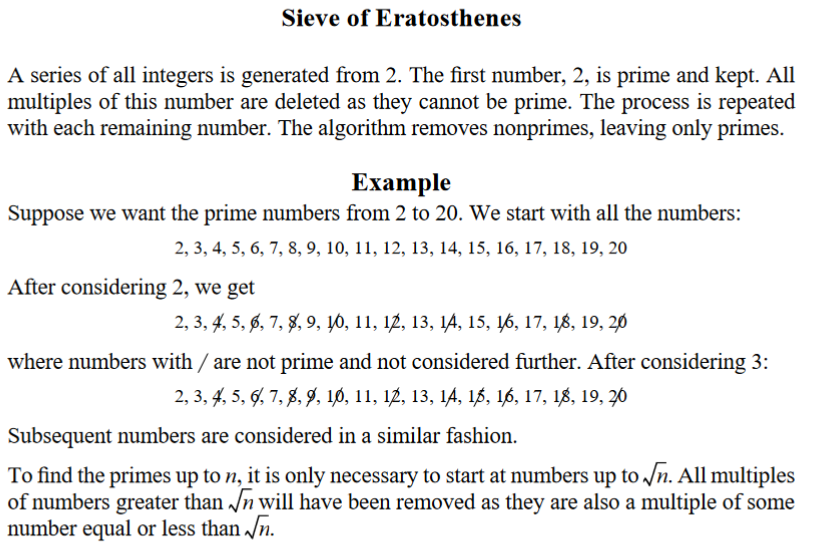 Sieve of Eratosthenes
A series of all integers is generated from 2. The first number, 2, is prime and kept. All
multiples of this number are deleted as they cannot be prime. The process is repeated
with each remaining number. The algorithm removes nonprimes, leaving only primes.
Example
Suppose we want the prime numbers from 2 to 20. We start with all the numbers:
2, 3, 4, 5, 6, 7, 8, 9, 10, 11, 12, 13, 14, 15, 16, 17, 18, 19, 20
After considering 2, we get
2, 3, 4̸, 5, 6̸, 7, 8̸, 9, 1̸0, 11, 12̸, 13, 14̸, 15, 16̸, 17, 18̸, 19, 20̸
where numbers with / are not prime and not considered further. After considering 3:
2, 3, 4̸, 5, 6̸, 7, 8̸, 9̸, 10̸, 11, 12̸, 13, 14̸, 15̸, 16̸, 17, 18̸, 19, 20̸
Subsequent numbers are considered in a similar fashion.
To find the primes up to n, it is only necessary to start at numbers up to √n. All multiples
of numbers greater than √n will have been removed as they are also a multiple of some
number equal or less than √n.